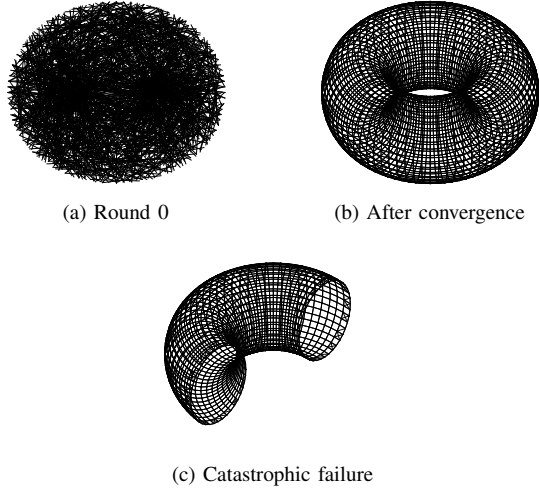 (a) Round 0
(b) After convergence
(c) Catastrophic failure